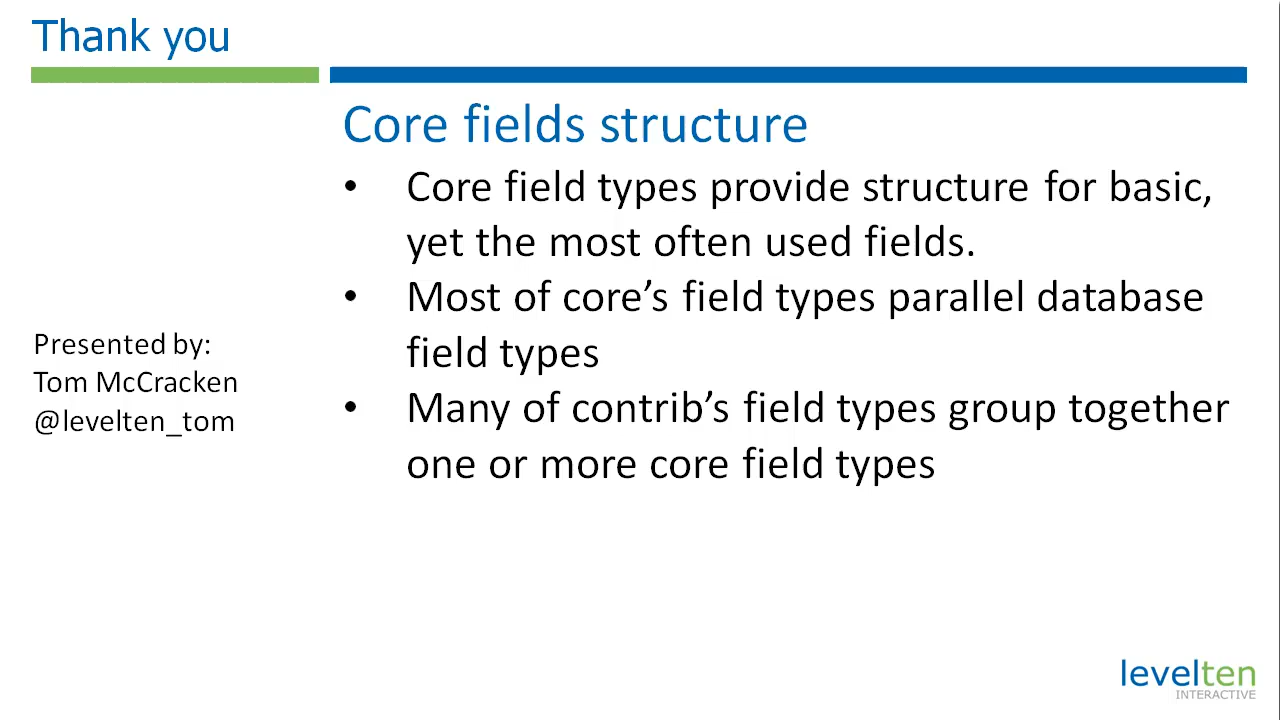 Thank you
Core fields structure
• Core field types provide structure for basic,
yet the most often used fields.
• Most of core’s field types parallel database
field types
• Many of contrib’s field types group together
one or more core field types
Presented by:
Tom McCracken
@levelten_tom
levelten
INTERACTIVE